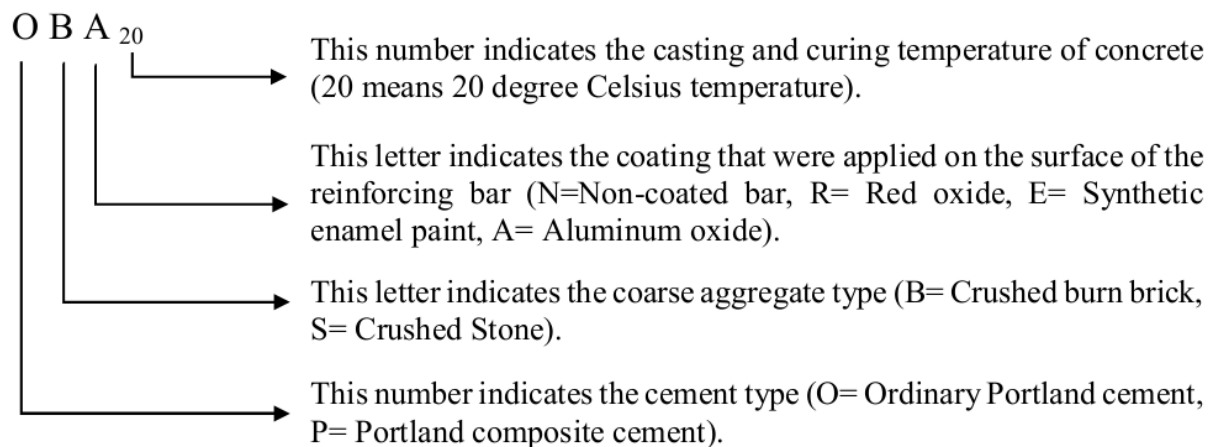 O B A 20
This number indicates the casting and curing temperature of concrete
(20 means 20 degree Celsius temperature).
This letter indicates the coating that were applied on the surface of the
reinforcing bar (N=Non-coated bar, R= Red oxide, E= Synthetic
enamel paint, A= Aluminum oxide).
This letter indicates the coarse aggregate type (B= Crushed burn brick,
S= Crushed Stone).
This number indicates the cement type (O= Ordinary Portland cement,
P= Portland composite cement).